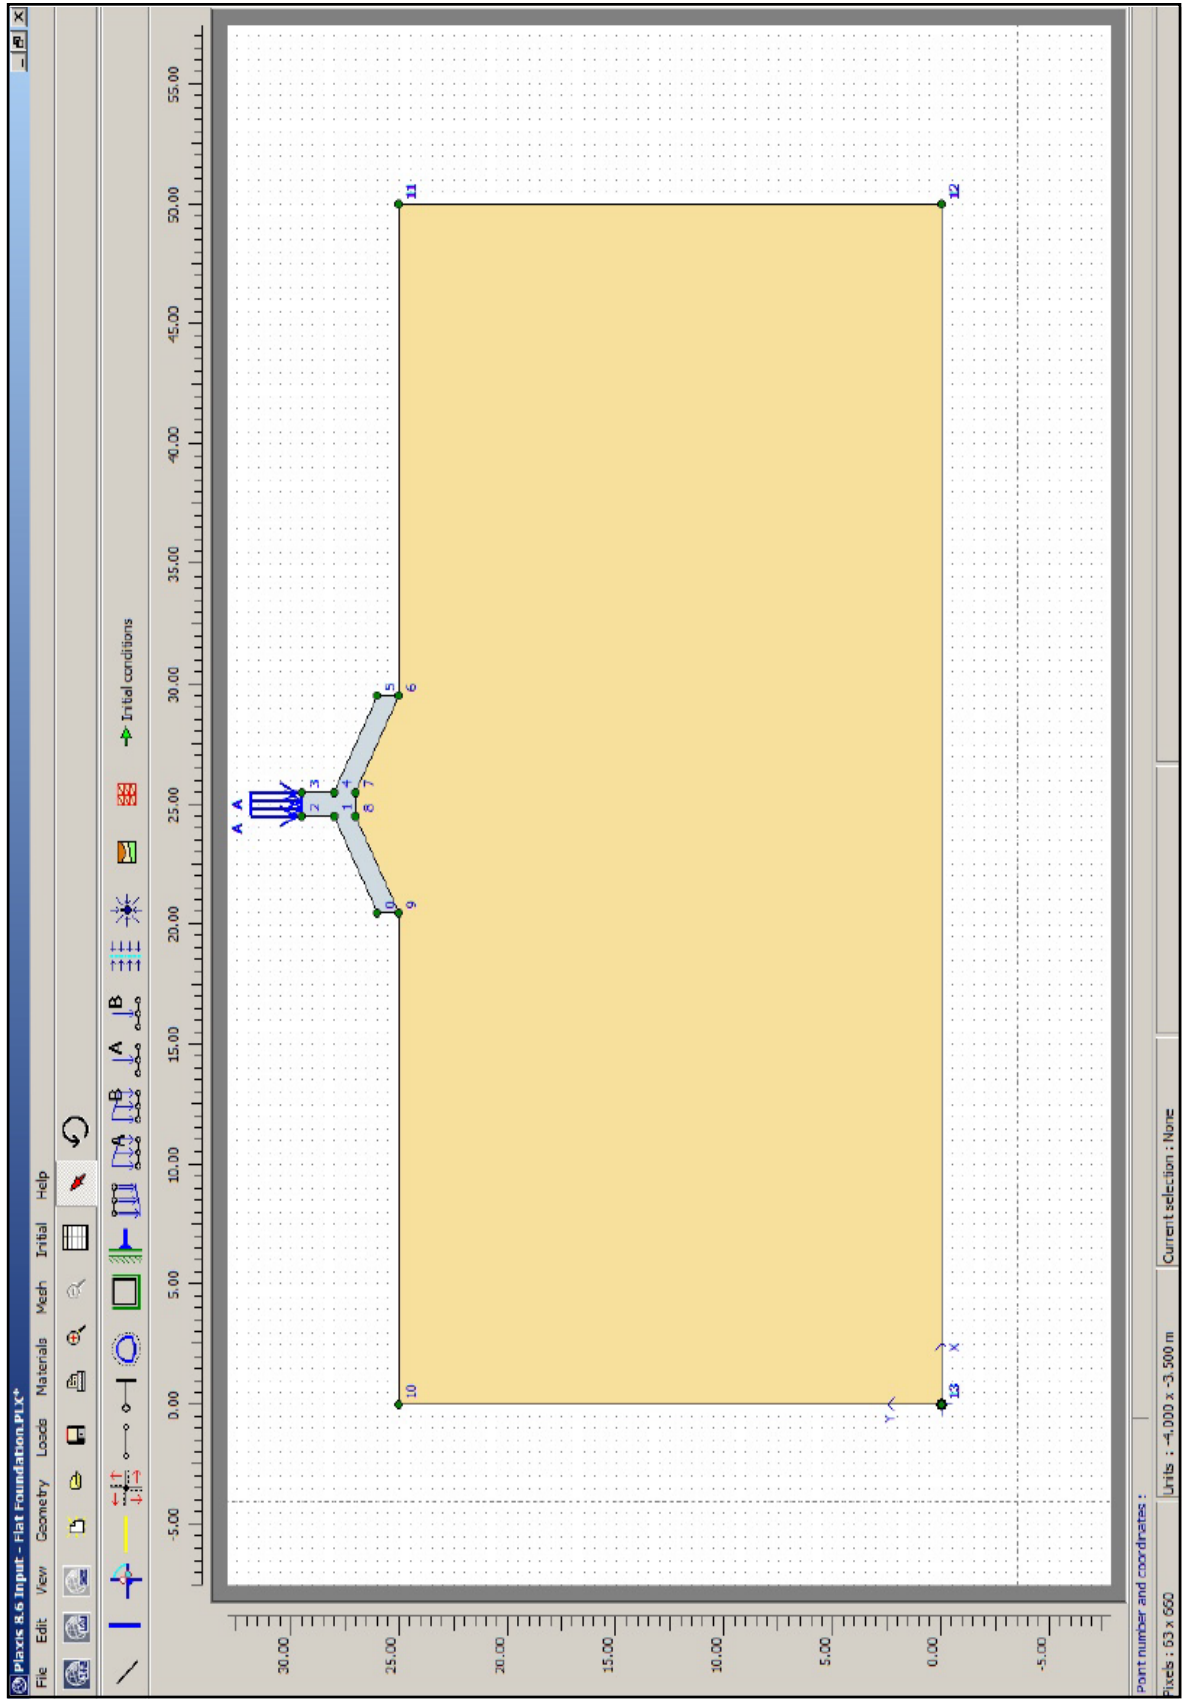 Plaxis 8.6 Input - Flat Foundation.PLX*
File Edit View Geometry Loads Materials Mesh Initial Help
A B A B Initial conditions
-5.00 0.00 5.00 10.00 15.00 20.00 25.00 30.00 35.00 40.00 45.00 50.00 55.00
30.00
25.00
20.00
15.00
10.00
5.00
0.00
-5.00
A A
2 3
1 4
8 7
0 5
9 6
10 11
Y
13 12
X
Point number and coordinates :
Pixels : 63 x 660 Units : -4.000 x -3.500 m Current selection : None